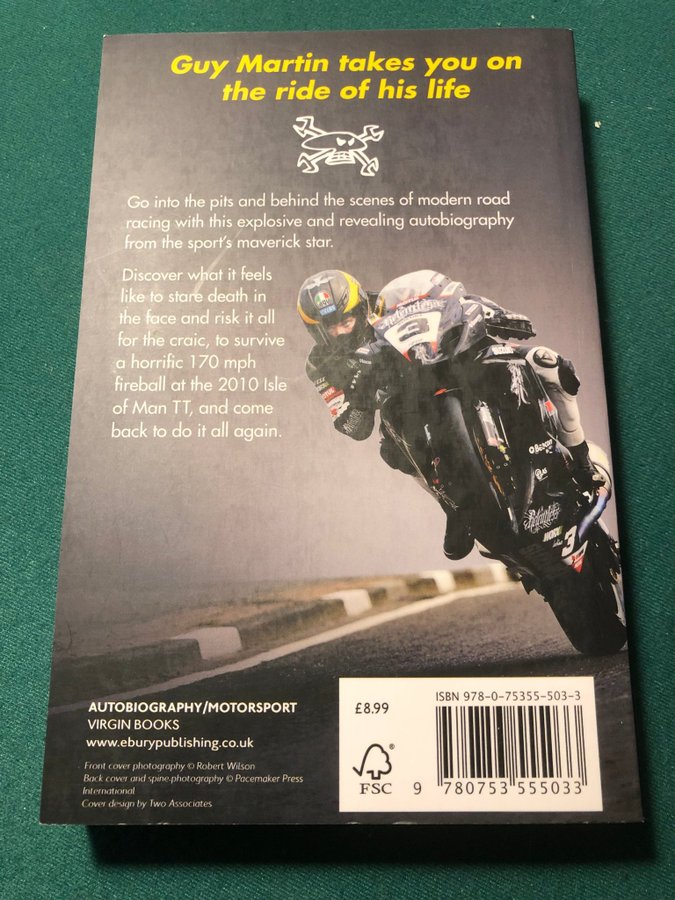 Guy Martin takes you on
the ride of his life
Go into the pits and behind the scenes of modern road
racing with this explosive and revealing autobiography
from the sport's maverick star.
Discover what it feels
like to stare death in
the face and risk it all
for the craic, to survive
a horrific 170 mph
fireball at the 2010 Isle
of Man TT, and come
back to do it all again.
AGV
Relentless
3
Relentless
3
AUTOBIOGRAPHY/MOTORSPORT
VIRGIN BOOKS
www.eburypublishing.co.uk
Front cover photography © Robert Wilson
Back cover and spine photography © Pacemaker Press
International
Cover design by Two Associates
£8.99
FSC®
ISBN 978-0-75355-503-3
9 780753 555033